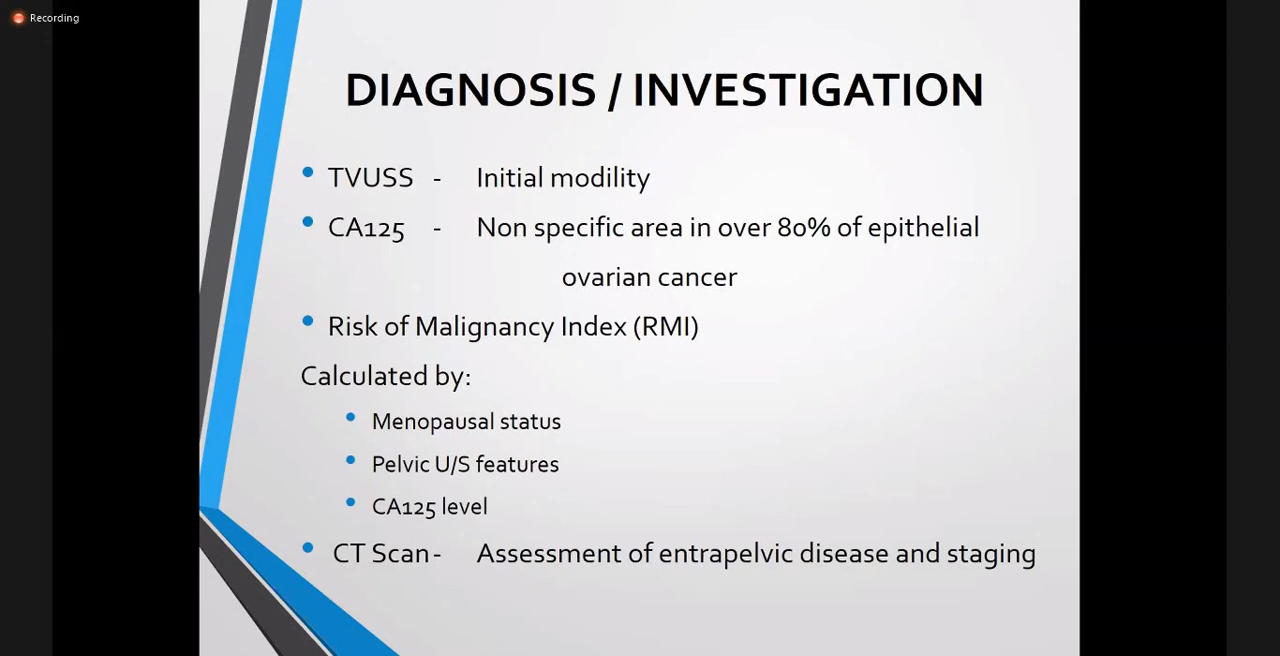 Recording
DIAGNOSIS / INVESTIGATION
• TVUSS - Initial modility
• CA125 - Non specific area in over 80% of epithelial
ovarian cancer
• Risk of Malignancy Index (RMI)
Calculated by:
• Menopausal status
• Pelvic U/S features
• CA125 level
• CT Scan - Assessment of entrapelvic disease and staging